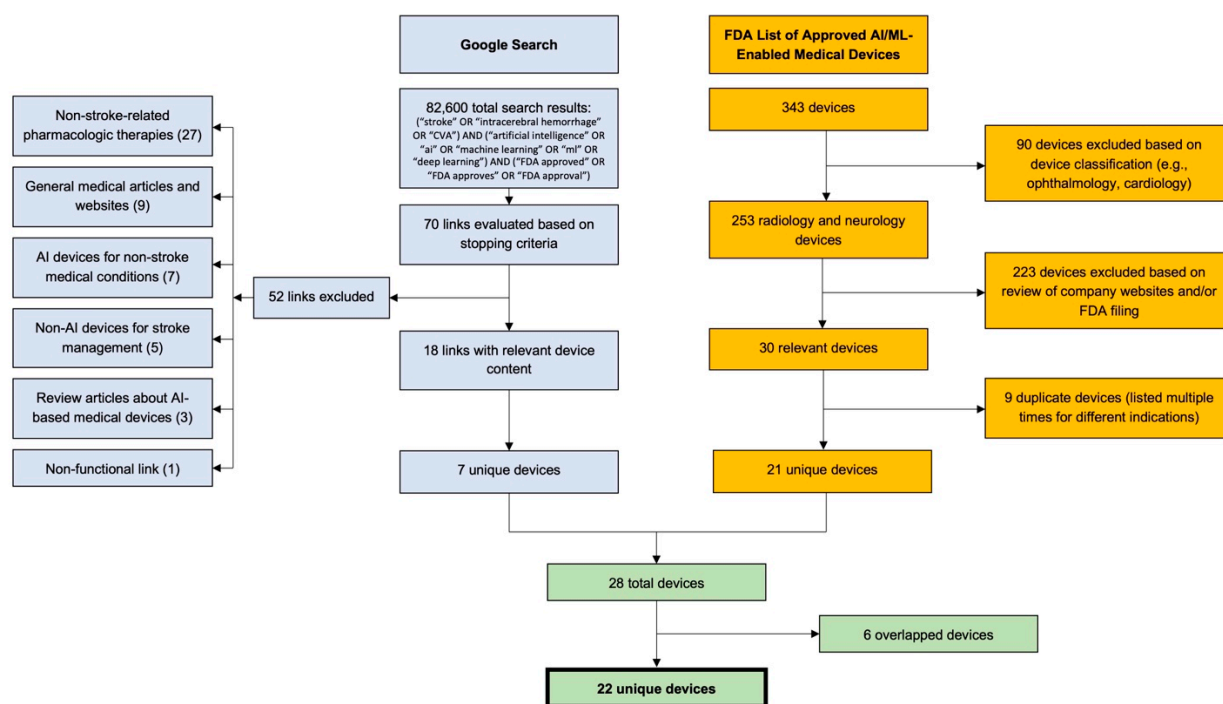 Google Search
82,600 total search results:
(“stroke” OR “intracerebral hemorrhage”
OR “CVA”) AND (“artificial intelligence” OR
“ai” OR “machine learning” OR “ml” OR
“deep learning”) AND (“FDA approved” OR
“FDA approves” OR “FDA approval”)
70 links evaluated based on
stopping criteria
52 links excluded
Non-stroke-related
pharmacologic therapies (27)
General medical articles and
websites (9)
AI devices for non-stroke
medical conditions (7)
Non-AI devices for stroke
management (5)
Review articles about AI-
based medical devices (3)
Non-functional link (1)
18 links with relevant device
content
7 unique devices
FDA List of Approved AI/ML-
Enabled Medical Devices
343 devices
90 devices excluded based on
device classification (e.g.,
ophthalmology, cardiology)
253 radiology and neurology
devices
223 devices excluded based on
review of company websites and/or
FDA filing
30 relevant devices
9 duplicate devices (listed multiple
times for different indications)
21 unique devices
28 total devices
6 overlapped devices
22 unique devices